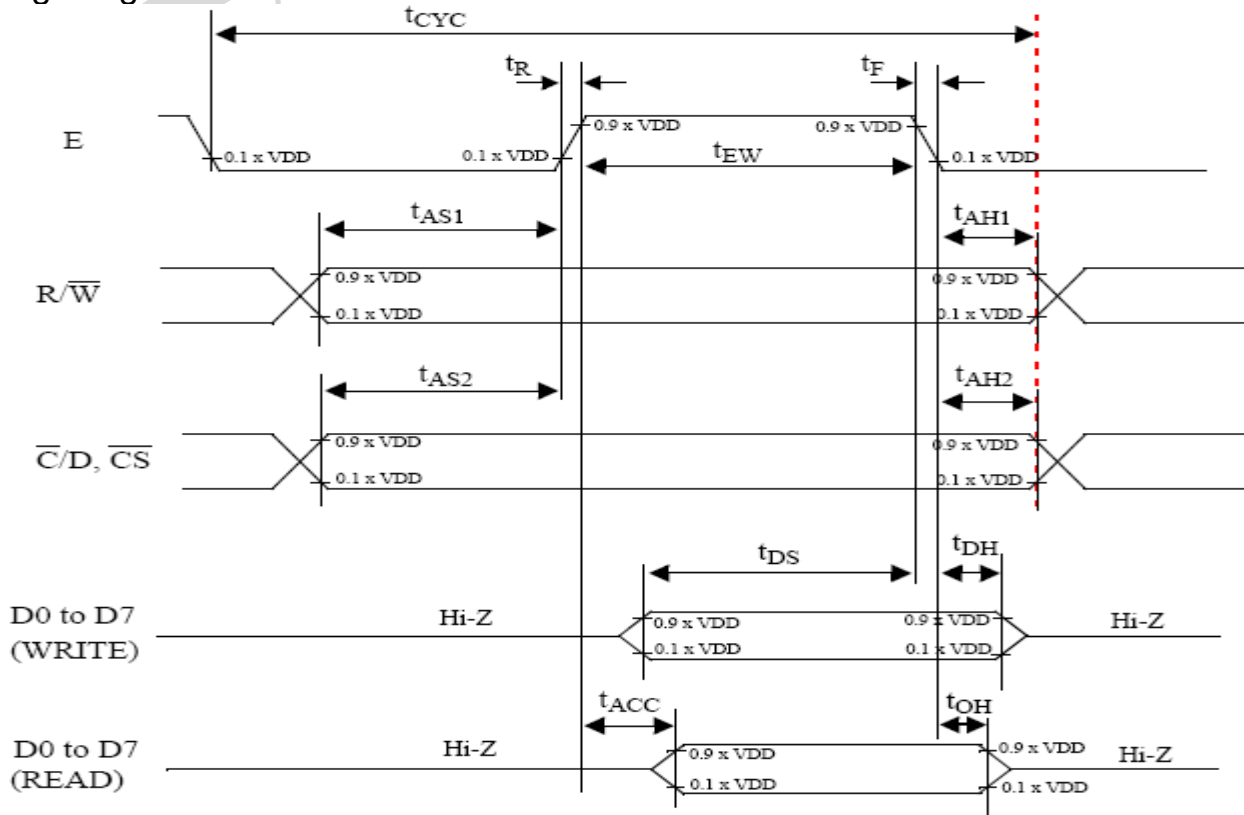 tCYC
tR
tF
E
0.9 x VDD
0.9 x VDD
0.1 x VDD
0.1 x VDD
0.1 x VDD
tEW
tAS1
tAH1
R/W̅
0.9 x VDD
0.9 x VDD
0.1 x VDD
0.1 x VDD
tAS2
tAH2
C̅/D, C̅S̅
0.9 x VDD
0.9 x VDD
0.1 x VDD
0.1 x VDD
tDS
tDH
D0 to D7
(WRITE)
Hi-Z
0.9 x VDD
0.9 x VDD
Hi-Z
0.1 x VDD
0.1 x VDD
tACC
tOH
D0 to D7
(READ)
Hi-Z
0.9 x VDD
0.9 x VDD
Hi-Z
0.1 x VDD
0.1 x VDD